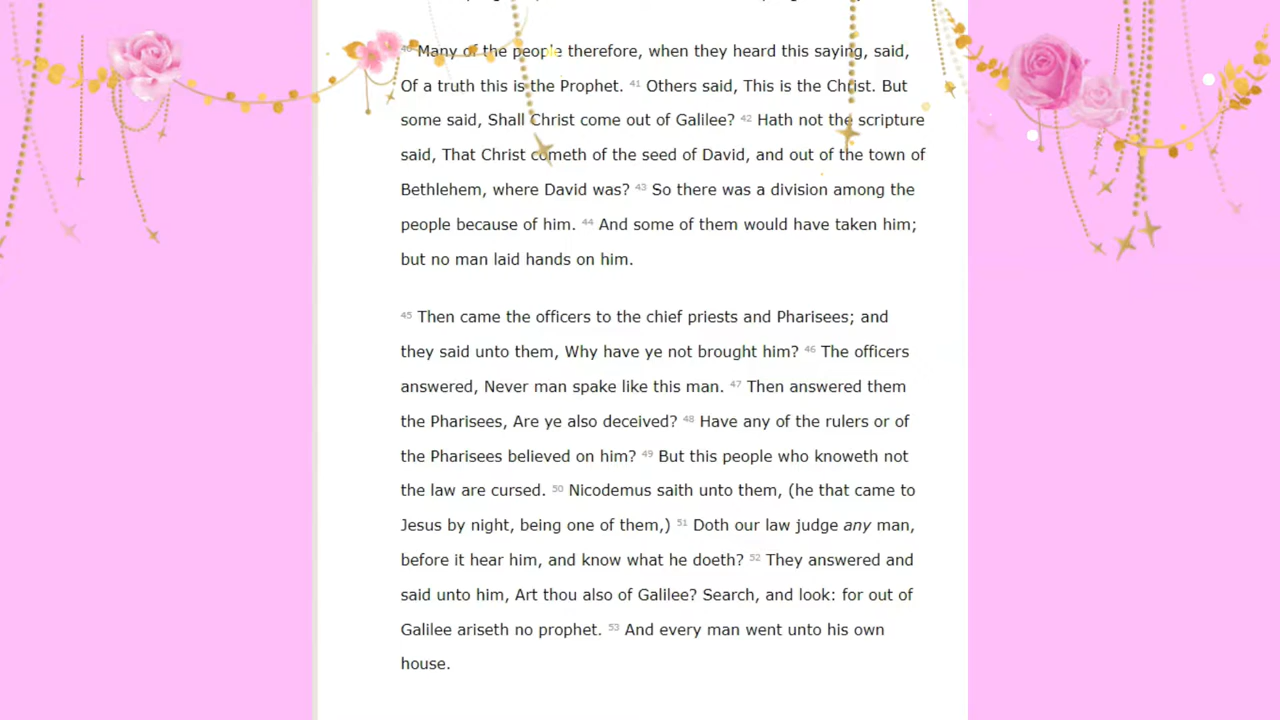 40 Many of the people therefore, when they heard this saying, said,
Of a truth this is the Prophet. 41 Others said, This is the Christ. But
some said, Shall Christ come out of Galilee? 42 Hath not the scripture
said, That Christ cometh of the seed of David, and out of the town of
Bethlehem, where David was? 43 So there was a division among the
people because of him. 44 And some of them would have taken him;
but no man laid hands on him.
45 Then came the officers to the chief priests and Pharisees; and
they said unto them, Why have ye not brought him? 46 The officers
answered, Never man spake like this man. 47 Then answered them
the Pharisees, Are ye also deceived? 48 Have any of the rulers or of
the Pharisees believed on him? 49 But this people who knoweth not
the law are cursed. 50 Nicodemus saith unto them, (he that came to
Jesus by night, being one of them,) 51 Doth our law judge any man,
before it hear him, and know what he doeth? 52 They answered and
said unto him, Art thou also of Galilee? Search, and look: for out of
Galilee ariseth no prophet. 53 And every man went unto his own
house.